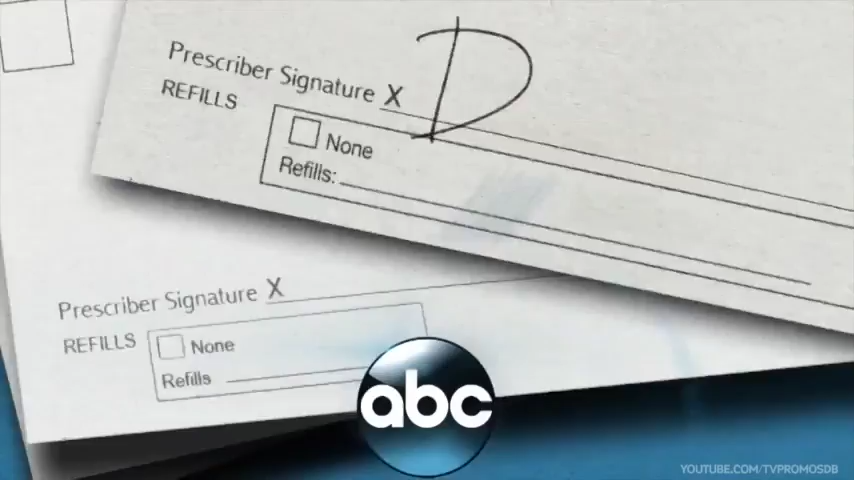 Prescriber Signature X D
REFILLS
None
Refills:
Prescriber Signature X
REFILLS
None
Refills
abc
YOUTUBE.COM/TVPROMOSDB